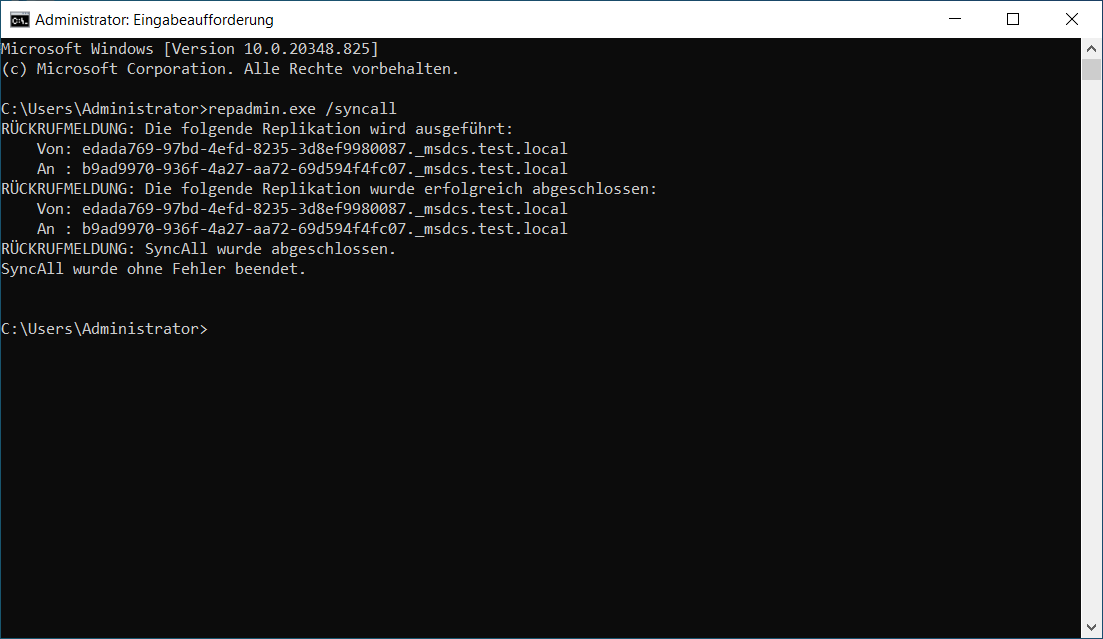 Administrator: Eingabeaufforderung
Microsoft Windows [Version 10.0.20348.825]
(c) Microsoft Corporation. Alle Rechte vorbehalten.
C:\Users\Administrator>repadmin.exe /syncall
RÜCKRUFMELDUNG: Die folgende Replikation wird ausgeführt:
    Von: edada769-97bd-4efd-8235-3d8ef9980087._msdcs.test.local
    An : b9ad9970-936f-4a27-aa72-69d594f4fc07._msdcs.test.local
RÜCKRUFMELDUNG: Die folgende Replikation wurde erfolgreich abgeschlossen:
    Von: edada769-97bd-4efd-8235-3d8ef9980087._msdcs.test.local
    An : b9ad9970-936f-4a27-aa72-69d594f4fc07._msdcs.test.local
RÜCKRUFMELDUNG: SyncAll wurde abgeschlossen.
SyncAll wurde ohne Fehler beendet.
C:\Users\Administrator>